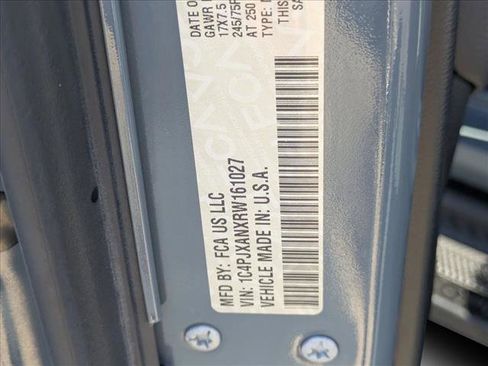 DATE O
GAWR
17X7.5
245/75R
AT 250
TYPE:
THIS
SA
MFD BY: FCA US LLC
VIN: 1C4PJXANXRW161027
VEHICLE MADE IN: U.S.A.